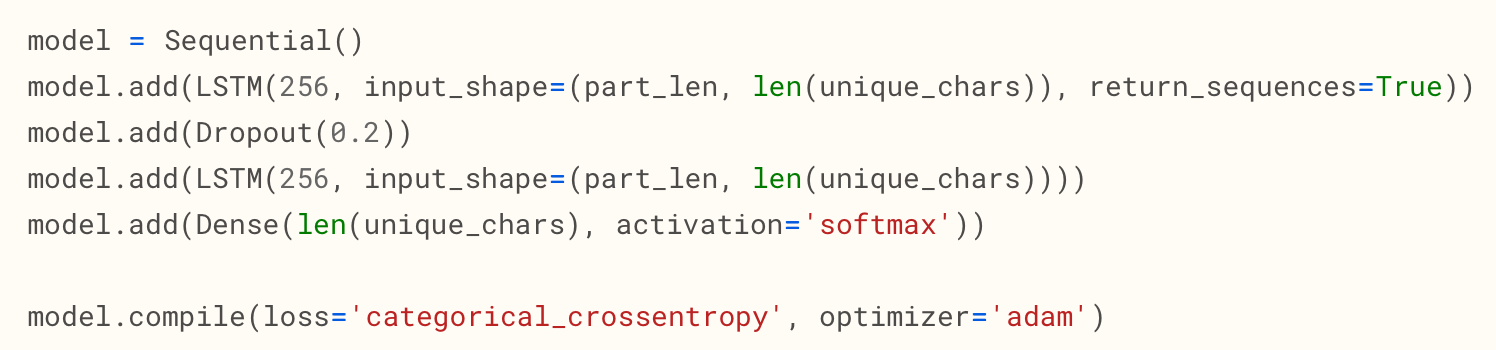 model = Sequential()
model.add(LSTM(256, input_shape=(part_len, len(unique_chars)), return_sequences=True))
model.add(Dropout(0.2))
model.add(LSTM(256, input_shape=(part_len, len(unique_chars))))
model.add(Dense(len(unique_chars), activation='softmax'))

model.compile(loss='categorical_crossentropy', optimizer='adam')